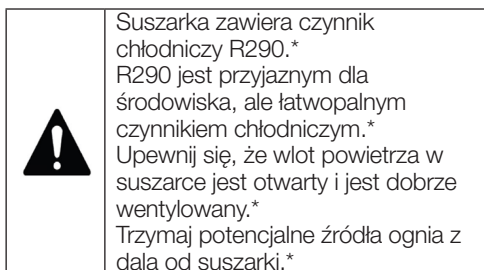 Suszarka zawiera czynnik
chłodniczy R290.*
R290 jest przyjaznym dla
środowiska, ale łatwopalnym
czynnikiem chłodniczym.*
Upewnij się, że wlot powietrza w
suszarce jest otwarty i jest dobrze
wentylowany.*
Trzymaj potencjalne źródła ognia z
dala od suszarki.*